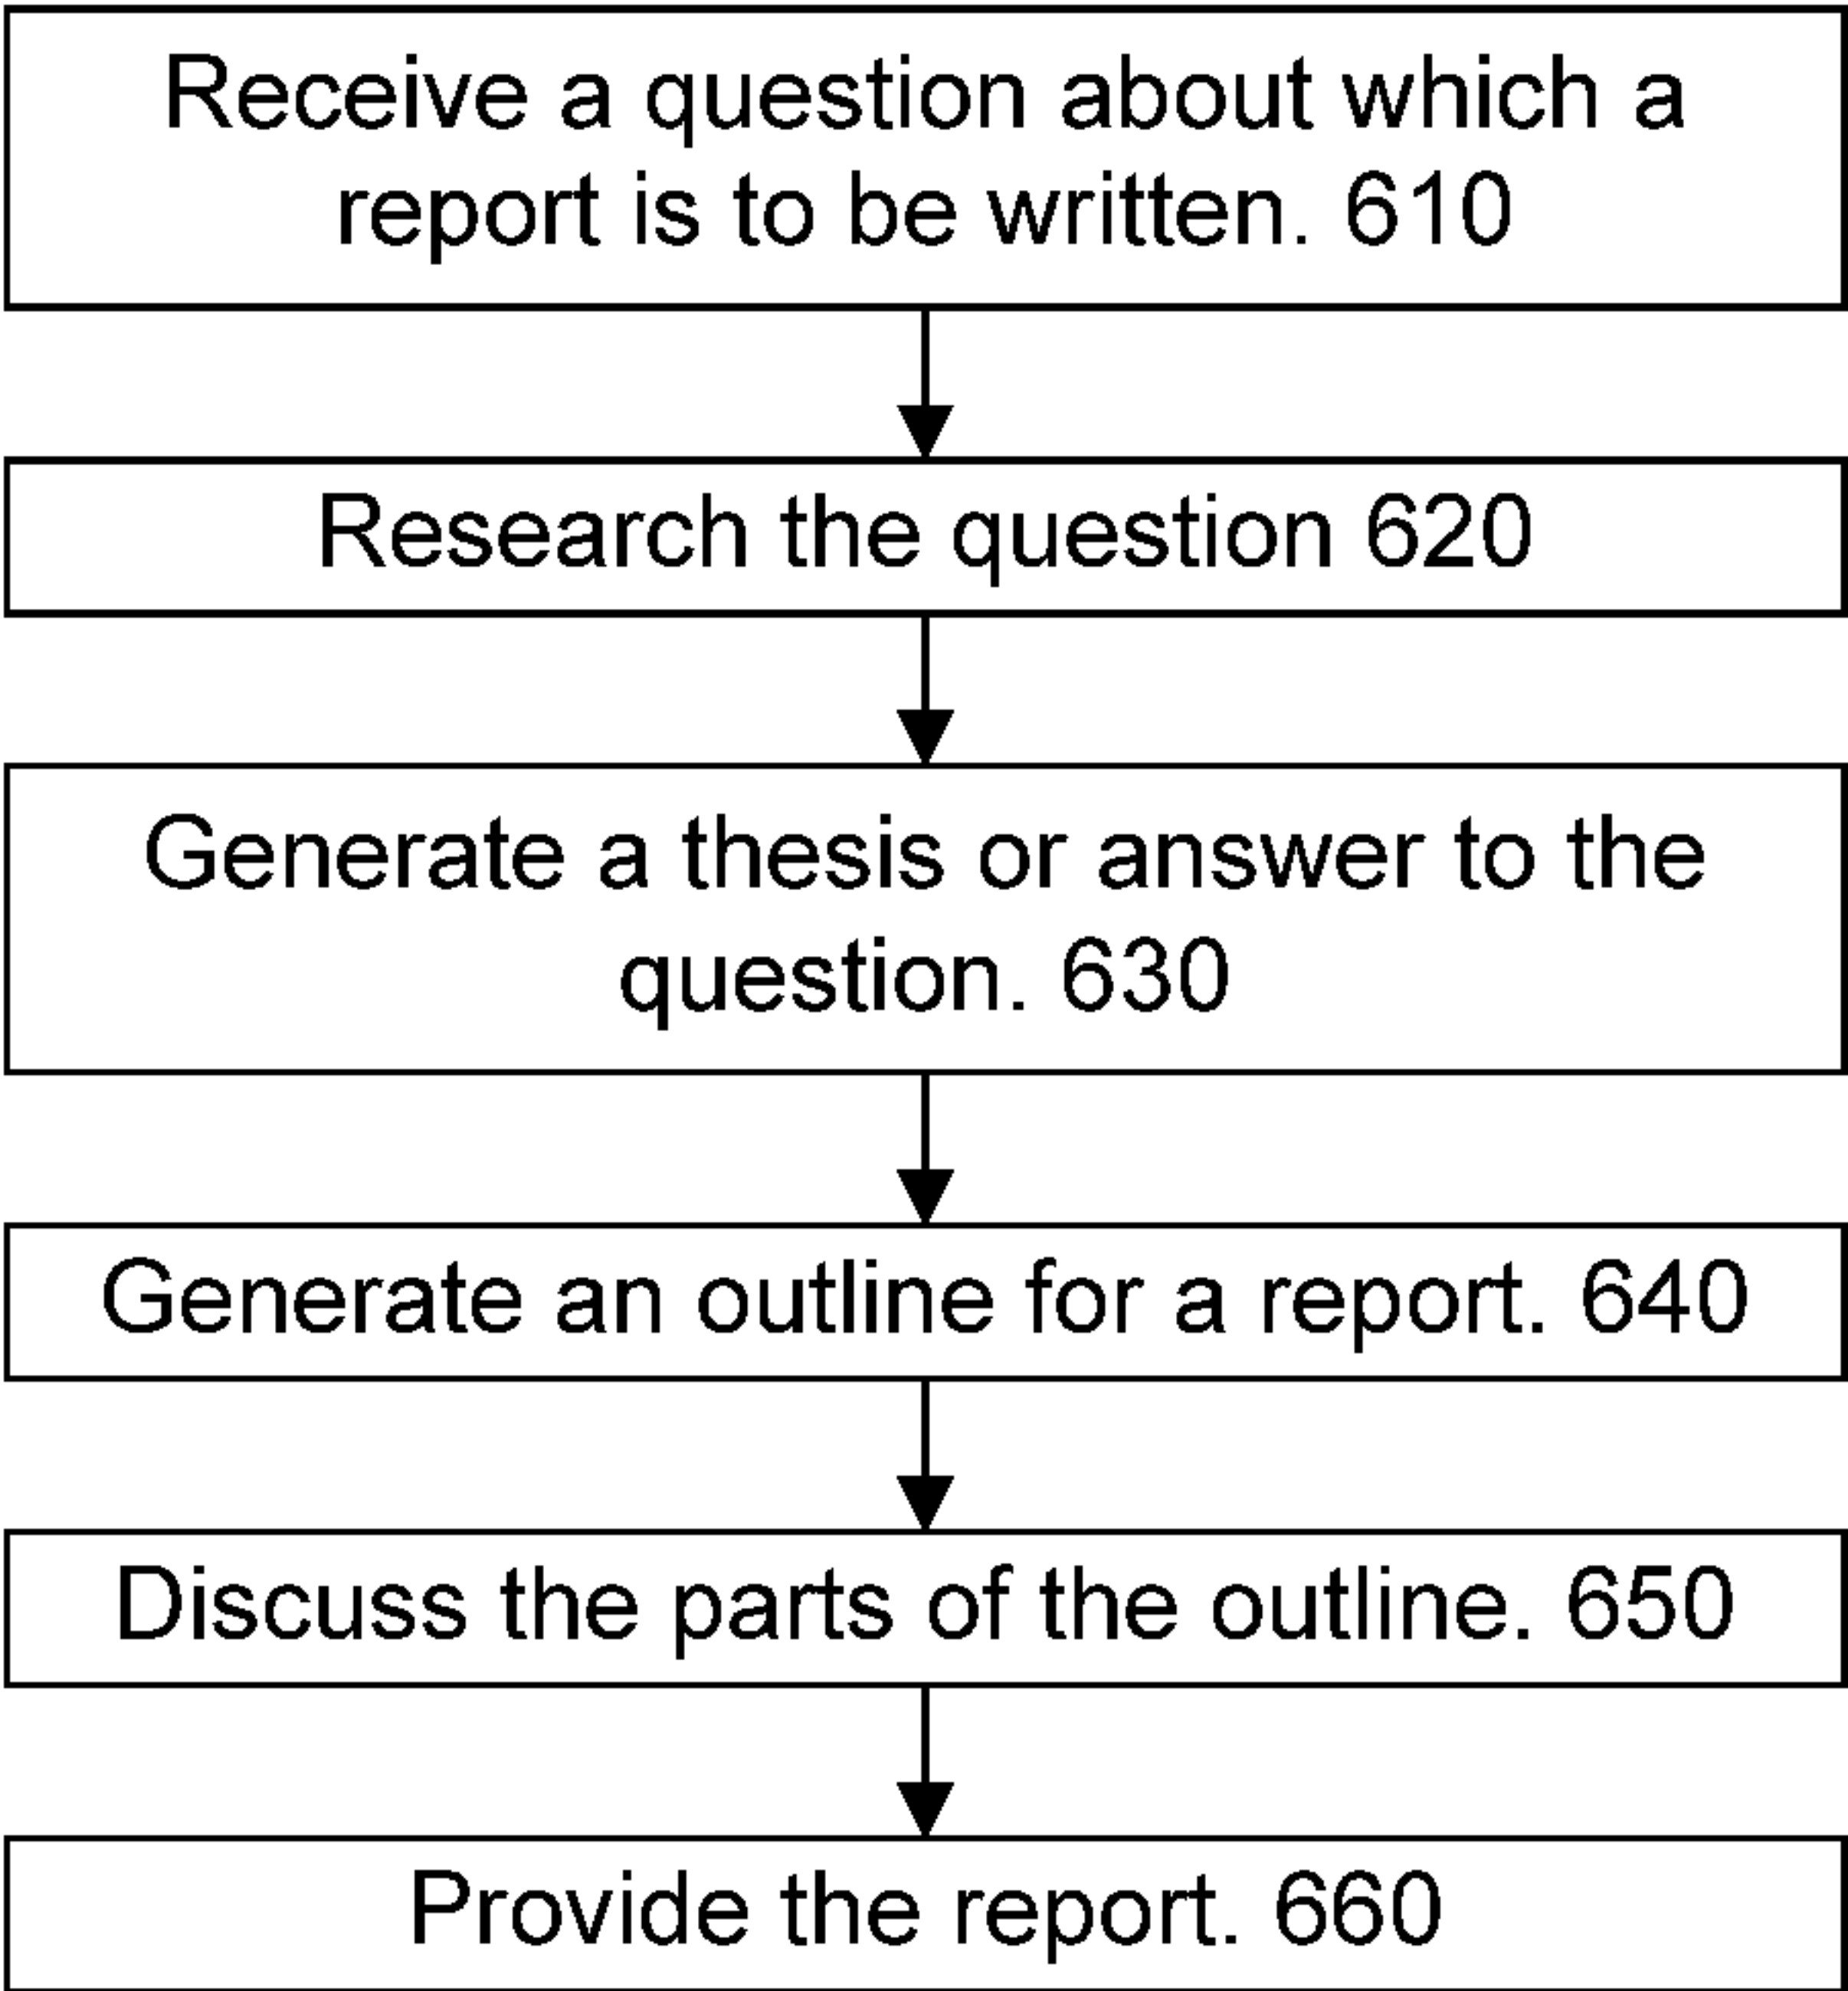 Receive a question about which a
report is to be written. 610
Research the question 620
Generate a thesis or answer to the
question. 630
Generate an outline for a report. 640
Discuss the parts of the outline. 650
Provide the report. 660